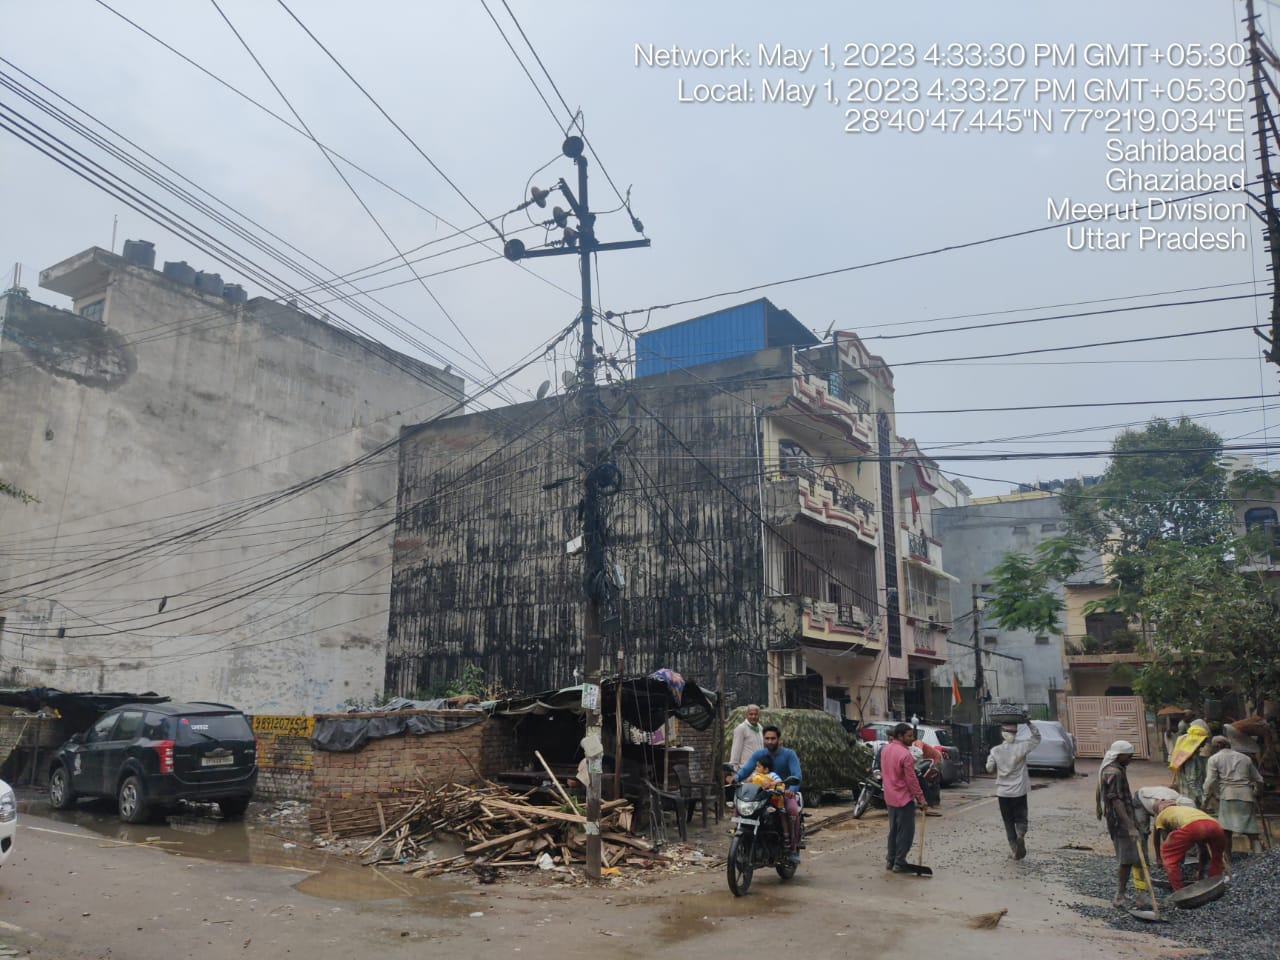 Network: May 1, 2023 4:33:30 PM GMT+05:30
Local: May 1, 2023 4:33:27 PM GMT+05:30
28°40'47.445"N 77°21'9.034"E
Sahibabad
Ghaziabad
Meerut Division
Uttar Pradesh